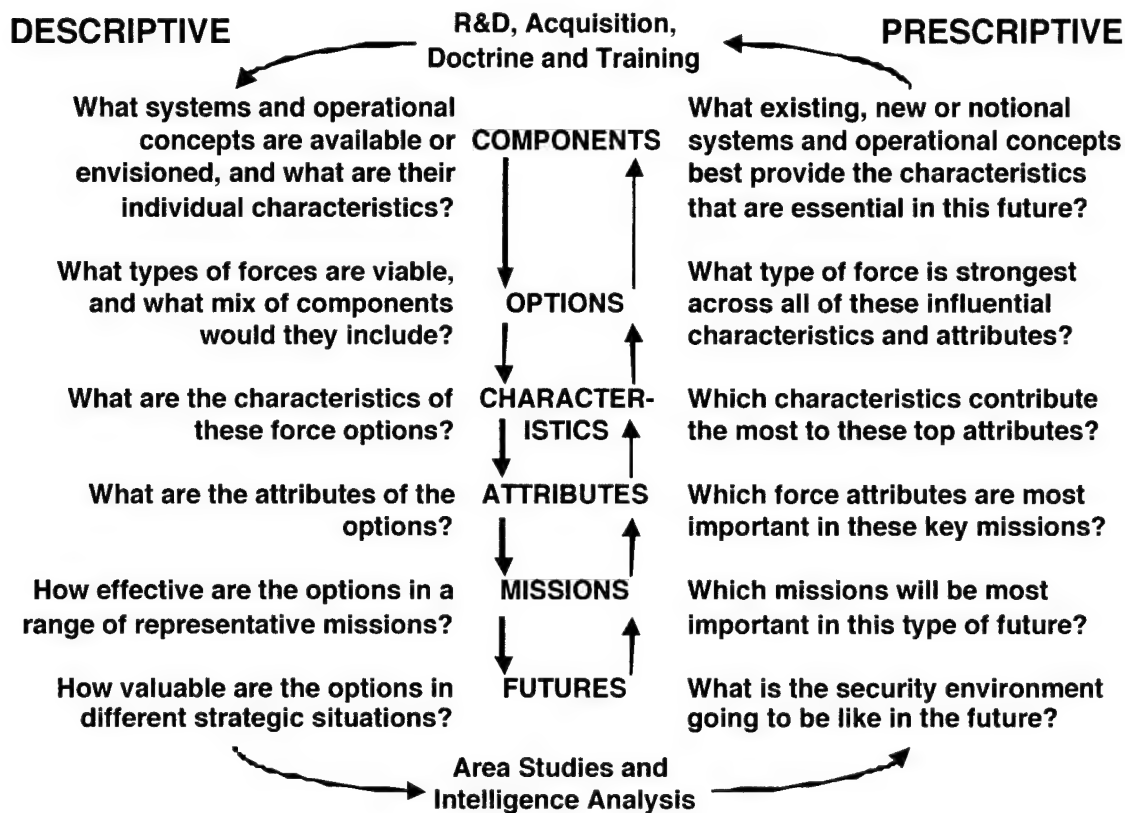 DESCRIPTIVE
R&D, Acquisition,
Doctrine and Training
PRESCRIPTIVE
What systems and operational
concepts are available or
envisioned, and what are their
individual characteristics?
COMPONENTS
What existing, new or notional
systems and operational concepts
best provide the characteristics
that are essential in this future?
What types of forces are viable,
and what mix of components
would they include?
OPTIONS
What type of force is strongest
across all of these influential
characteristics and attributes?
What are the characteristics of
these force options?
CHARACTER-
ISTICS
Which characteristics contribute
the most to these top attributes?
What are the attributes of the
options?
ATTRIBUTES
Which force attributes are most
important in these key missions?
How effective are the options in a
range of representative missions?
MISSIONS
Which missions will be most
important in this type of future?
How valuable are the options in
different strategic situations?
FUTURES
What is the security environment
going to be like in the future?
Area Studies and
Intelligence Analysis